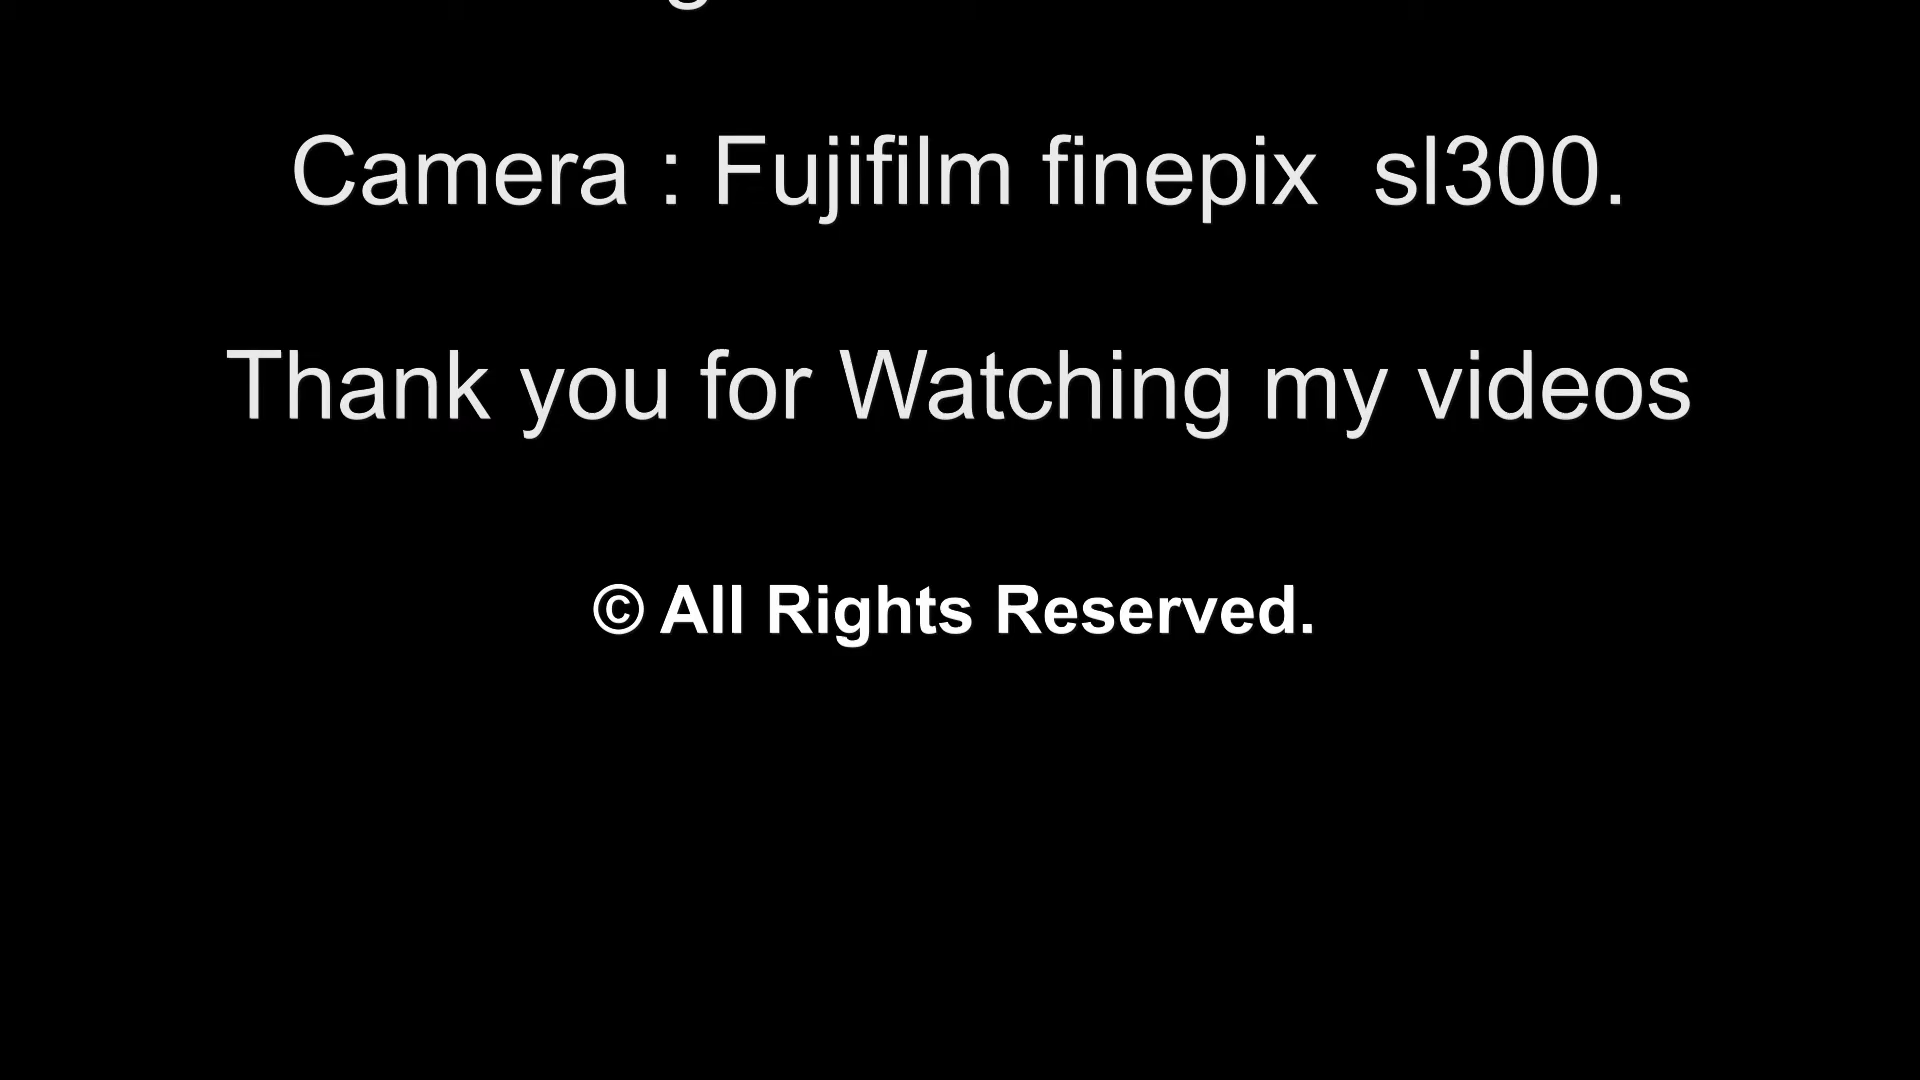 Camera : Fujifilm finepix  sl300.
Thank you for Watching my videos
© All Rights Reserved.